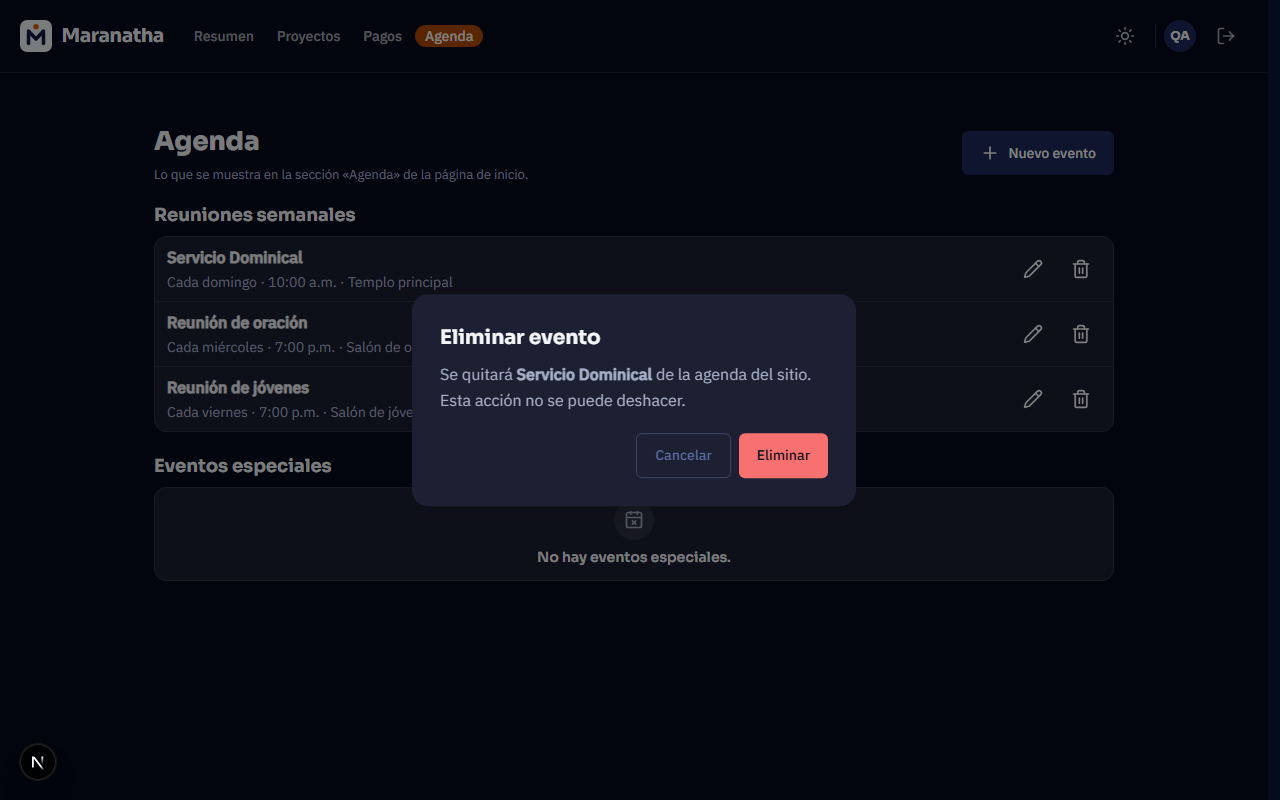 Maranatha
Resumen
Proyectos
Pagos
Agenda
QA
Agenda
Nuevo evento
Lo que se muestra en la sección «Agenda» de la página de inicio.
Reuniones semanales
Servicio Dominical
Cada domingo · 10:00 a.m. · Templo principal
Reunión de oración
Cada miércoles · 7:00 p.m. · Salón de o
Reunión de jóvenes
Cada viernes · 7:00 p.m. · Salón de jóve
Eliminar evento
Se quitará Servicio Dominical de la agenda del sitio.
Esta acción no se puede deshacer.
Cancelar
Eliminar
Eventos especiales
No hay eventos especiales.
N